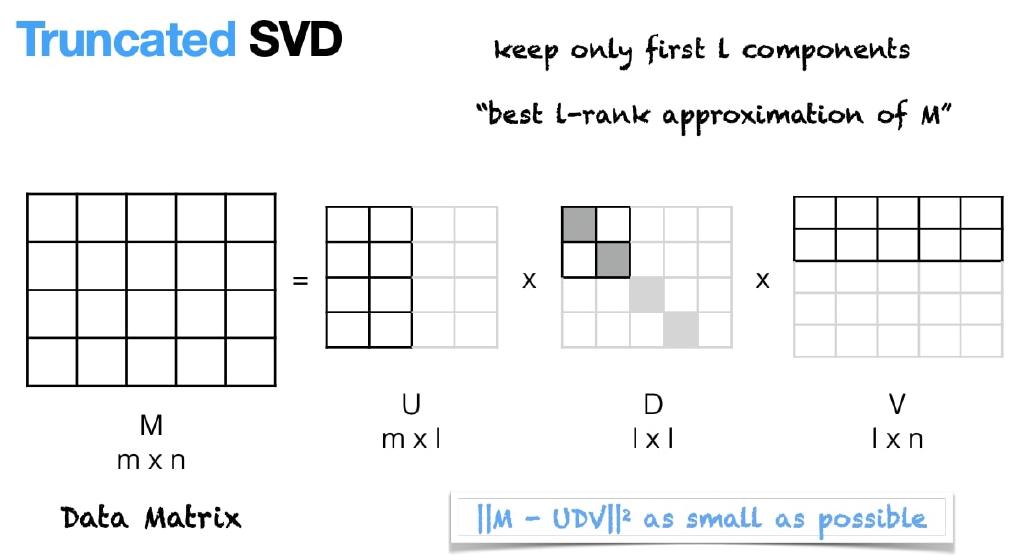 Truncated SVD
keep only first l components
"best l-rank approximation of M"
= x x
M
m x n
U
m x l
D
l x l
V
l x n
Data Matrix
||M - UDV||² as small as possible